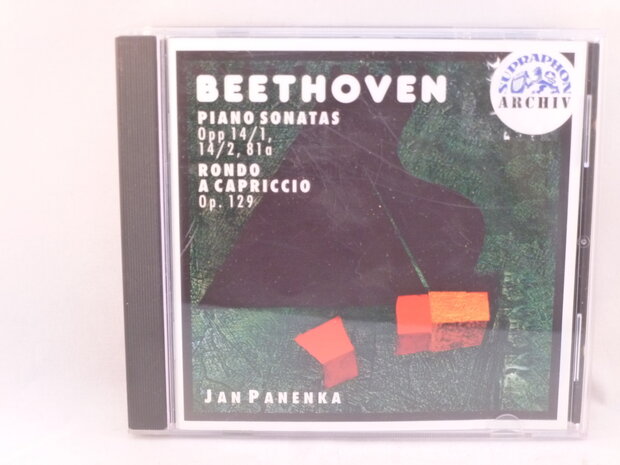 BEETHOVEN
PIANO SONATAS
Opp 14/1,
14/2, 81a
RONDO
A CAPRICCIO
Op. 129
SUPRAPHON
ARCHIV
JAN PANENKA